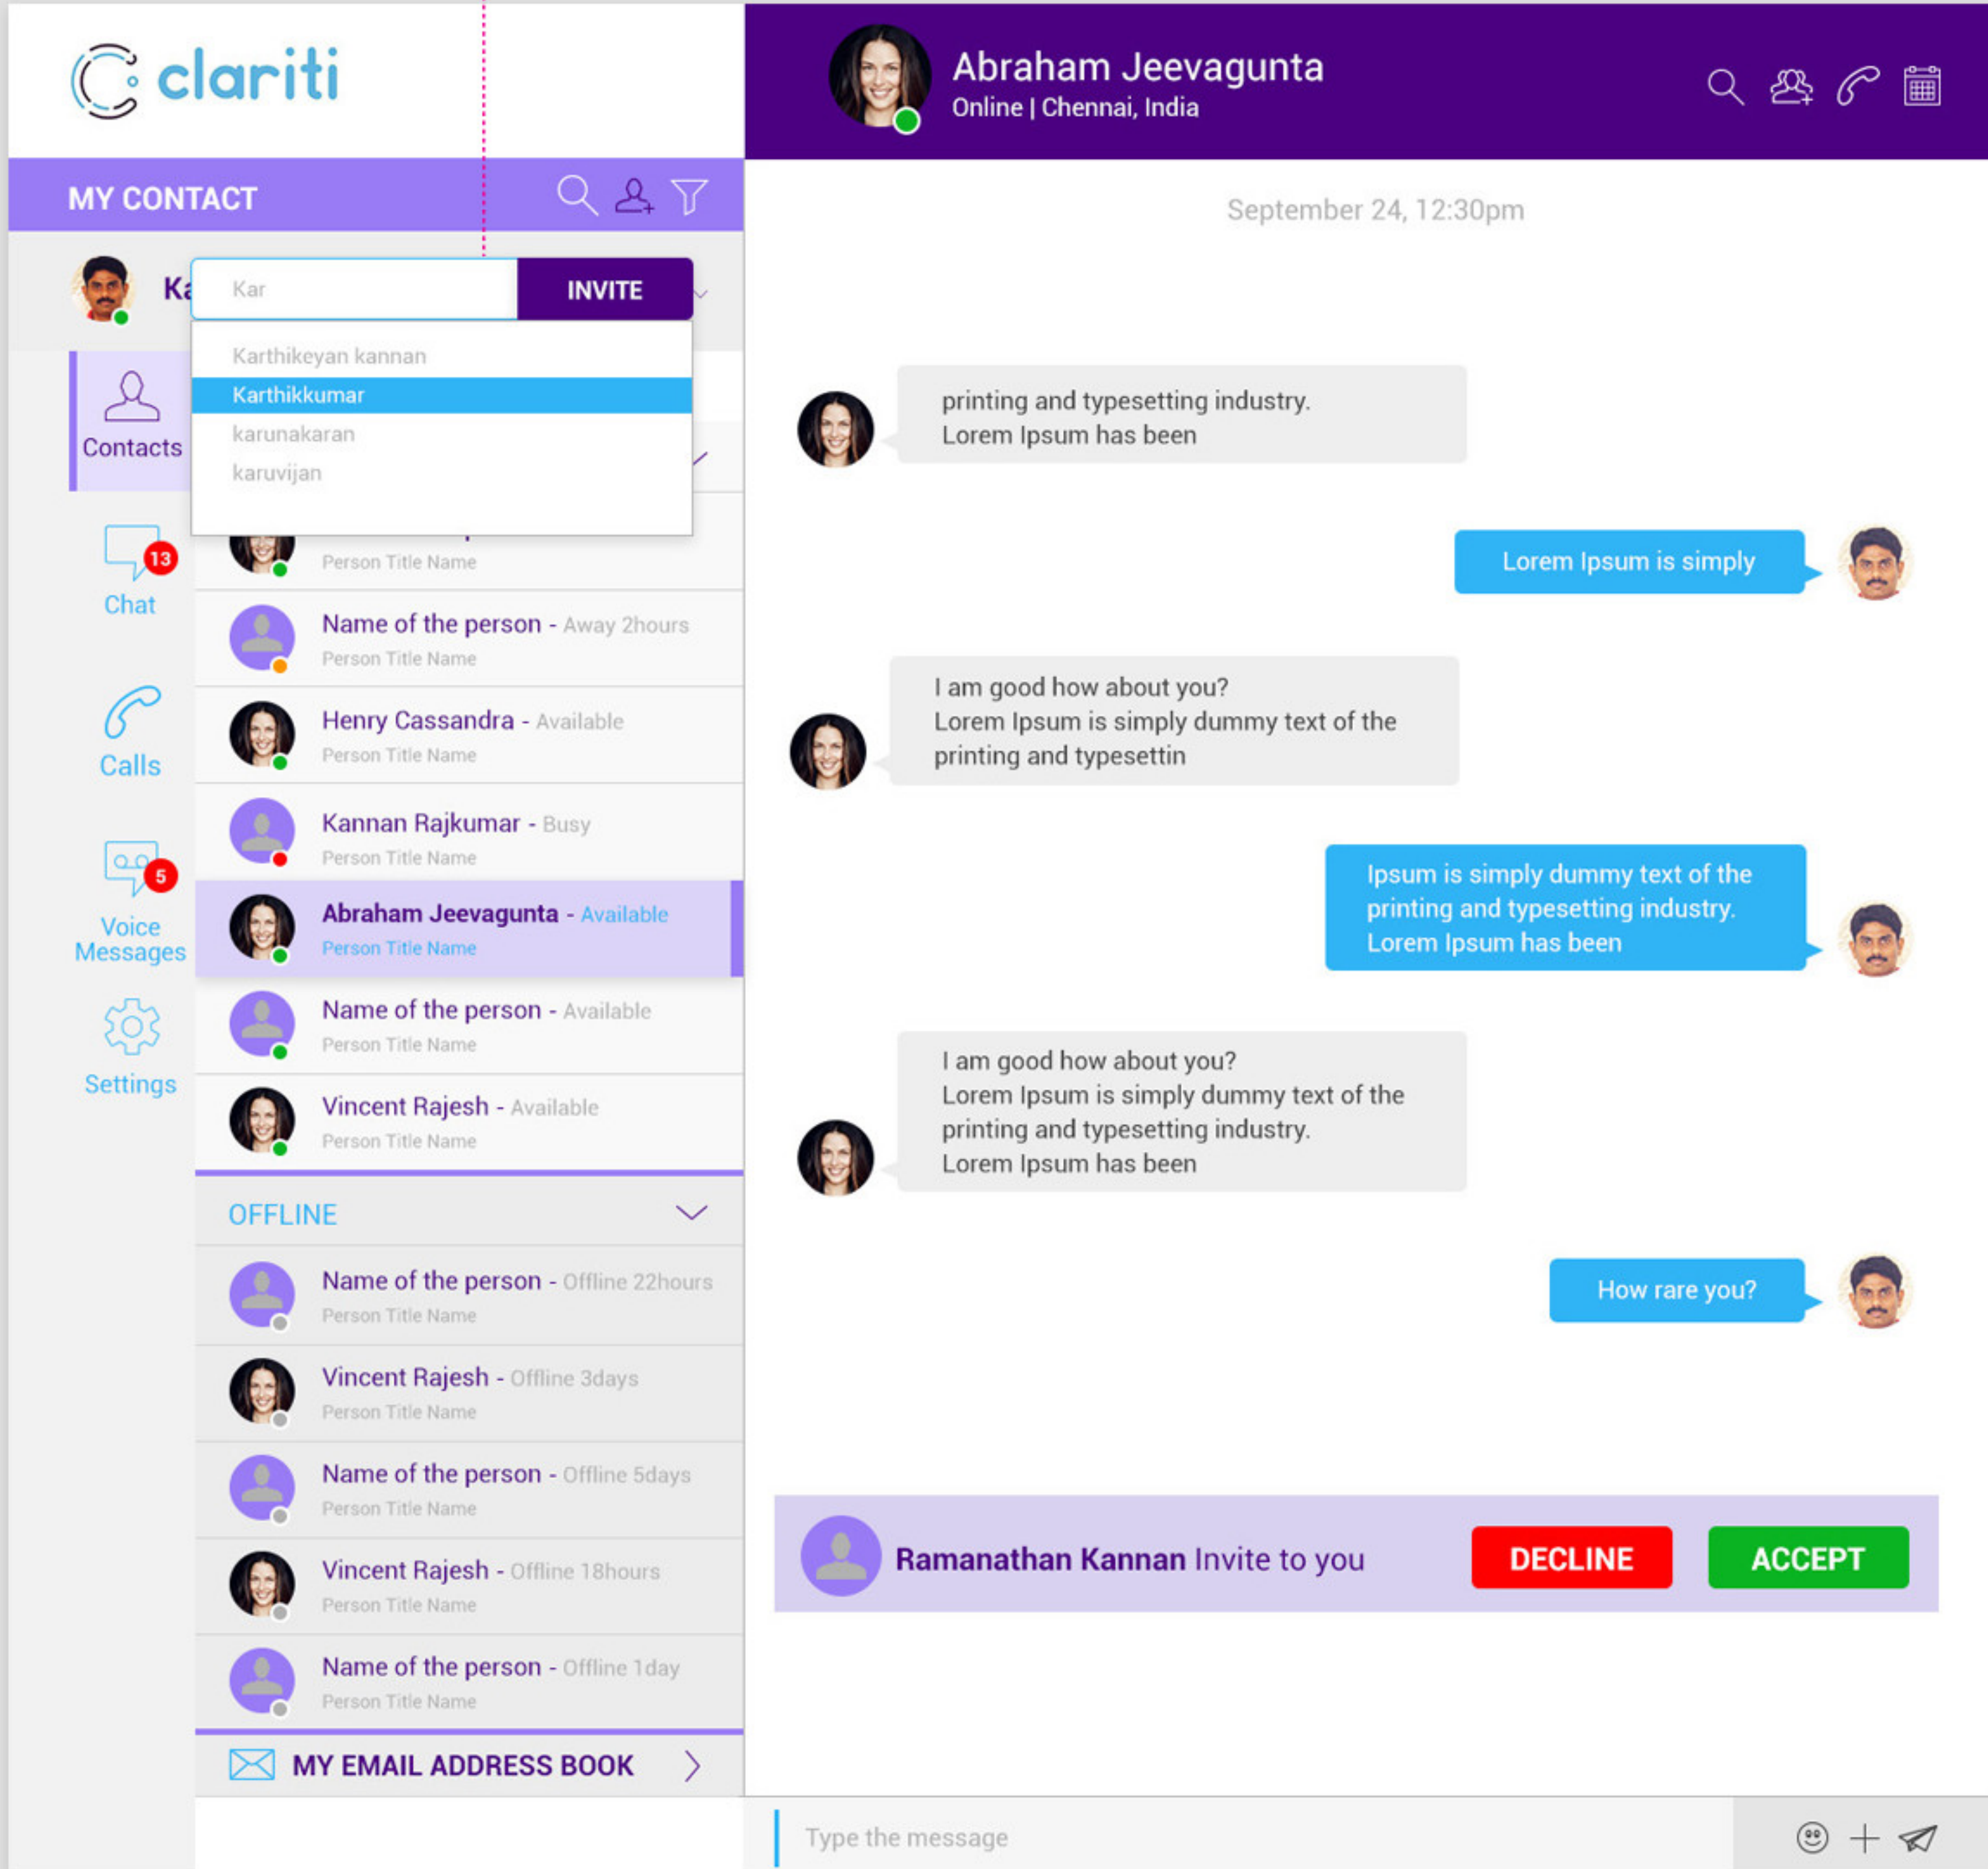 clariti
MY CONTACT
Kar
INVITE
Karthikeyan kannan
Karthikkumar
karunakaran
karuvijan
Contacts
13
Chat
Calls
5
Voice
Messages
Settings
Person Title Name
Name of the person - Away 2hours
Person Title Name
Henry Cassandra - Available
Person Title Name
Kannan Rajkumar - Busy
Person Title Name
Abraham Jeevagunta - Available
Person Title Name
Name of the person - Available
Person Title Name
Vincent Rajesh - Available
Person Title Name
OFFLINE
Name of the person - Offline 22hours
Person Title Name
Vincent Rajesh - Offline 3days
Person Title Name
Name of the person - Offline 5days
Person Title Name
Vincent Rajesh - Offline 18hours
Person Title Name
Name of the person - Offline 1day
Person Title Name
MY EMAIL ADDRESS BOOK
Abraham Jeevagunta
Online | Chennai, India
September 24, 12:30pm
printing and typesetting industry.
Lorem Ipsum has been
Lorem Ipsum is simply
I am good how about you?
Lorem Ipsum is simply dummy text of the
printing and typesettin
Ipsum is simply dummy text of the
printing and typesetting industry.
Lorem Ipsum has been
I am good how about you?
Lorem Ipsum is simply dummy text of the
printing and typesetting industry.
Lorem Ipsum has been
How rare you?
Ramanathan Kannan Invite to you
DECLINE
ACCEPT
Type the message